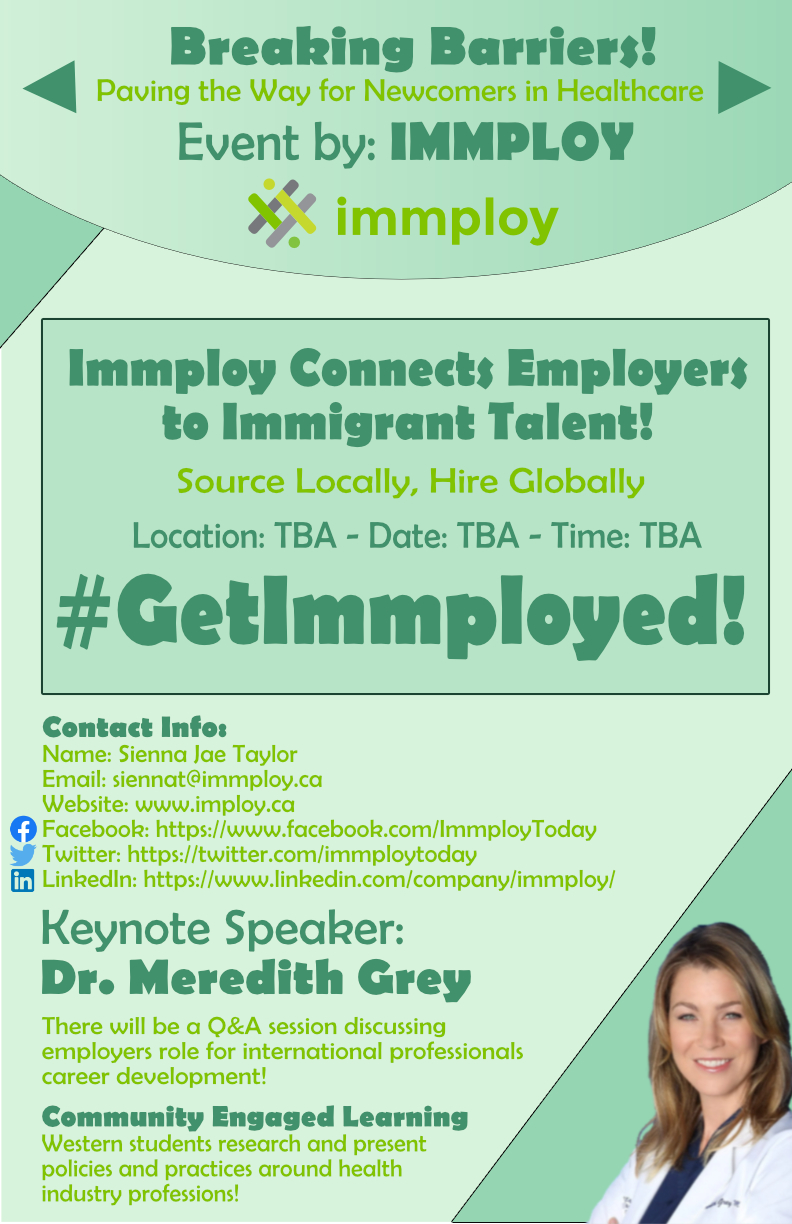 Breaking Barriers!
Paving the Way for Newcomers in Healthcare
Event by: IMMPLOY
immploy
Immploy Connects Employers
to Immigrant Talent!
Source Locally, Hire Globally
Location: TBA - Date: TBA - Time: TBA
#GetImmployed!
Contact Info:
Name: Sienna Jae Taylor
Email: siennat@immploy.ca
Website: www.imploy.ca
Facebook: https://www.facebook.com/ImmployToday
Twitter: https://twitter.com/immploytoday
in LinkedIn: https://www.linkedin.com/company/immploy/
Keynote Speaker:
Dr. Meredith Grey
There will be a Q&A session discussing
employers role for international professionals
career development!
Community Engaged Learning
Western students research and present
policies and practices around health
industry professions!